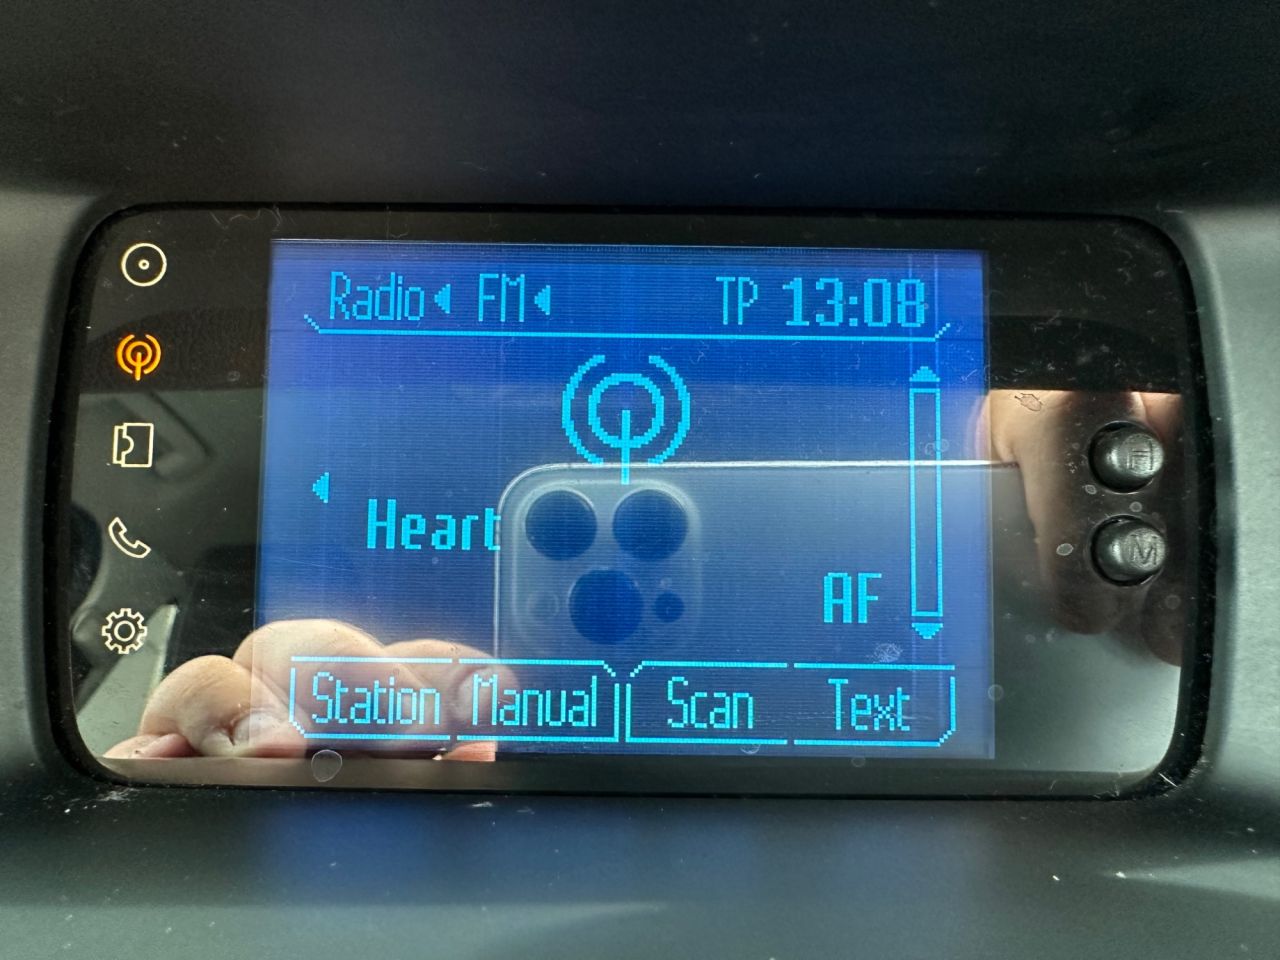 Radio FM TP 13:08
Heart
AF
Station Manual Scan Text
M